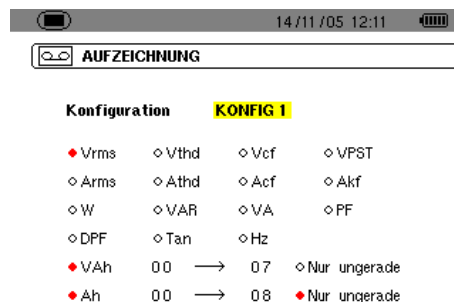 14/11/05 12:11
AUFZEICHNUNG
Konfiguration KONFIG 1
Vrms Vthd Vcf VPST
Arms Athd Acf Akf
W VAR VA PF
DPF Tan Hz
VAh 00 → 07 Nur ungerade
Ah 00 → 08 Nur ungerade